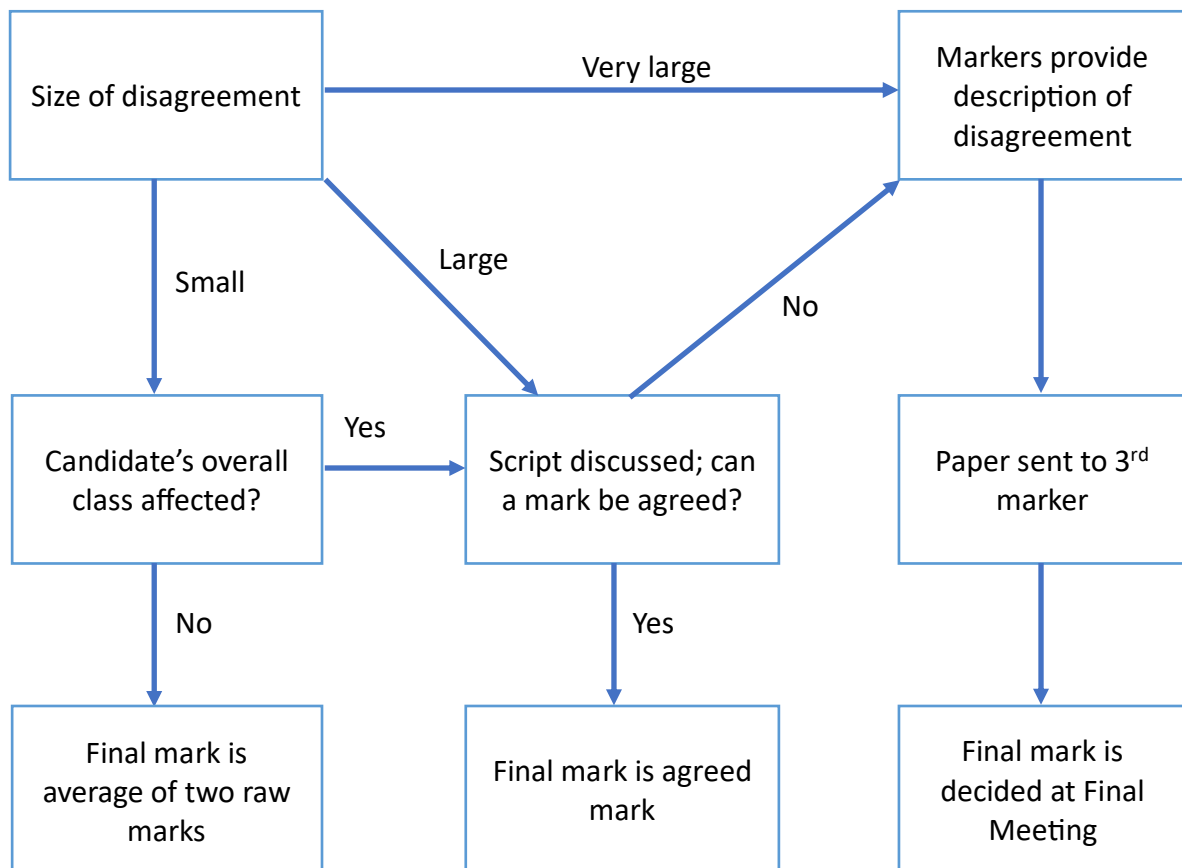 Size of disagreement
Very large
Markers provide
description of
disagreement
Small
Large
No
Candidate’s overall
class affected?
Yes
Script discussed; can
a mark be agreed?
Paper sent to 3rd
marker
No
Yes
Final mark is
average of two raw
marks
Final mark is agreed
mark
Final mark is
decided at Final
Meeting